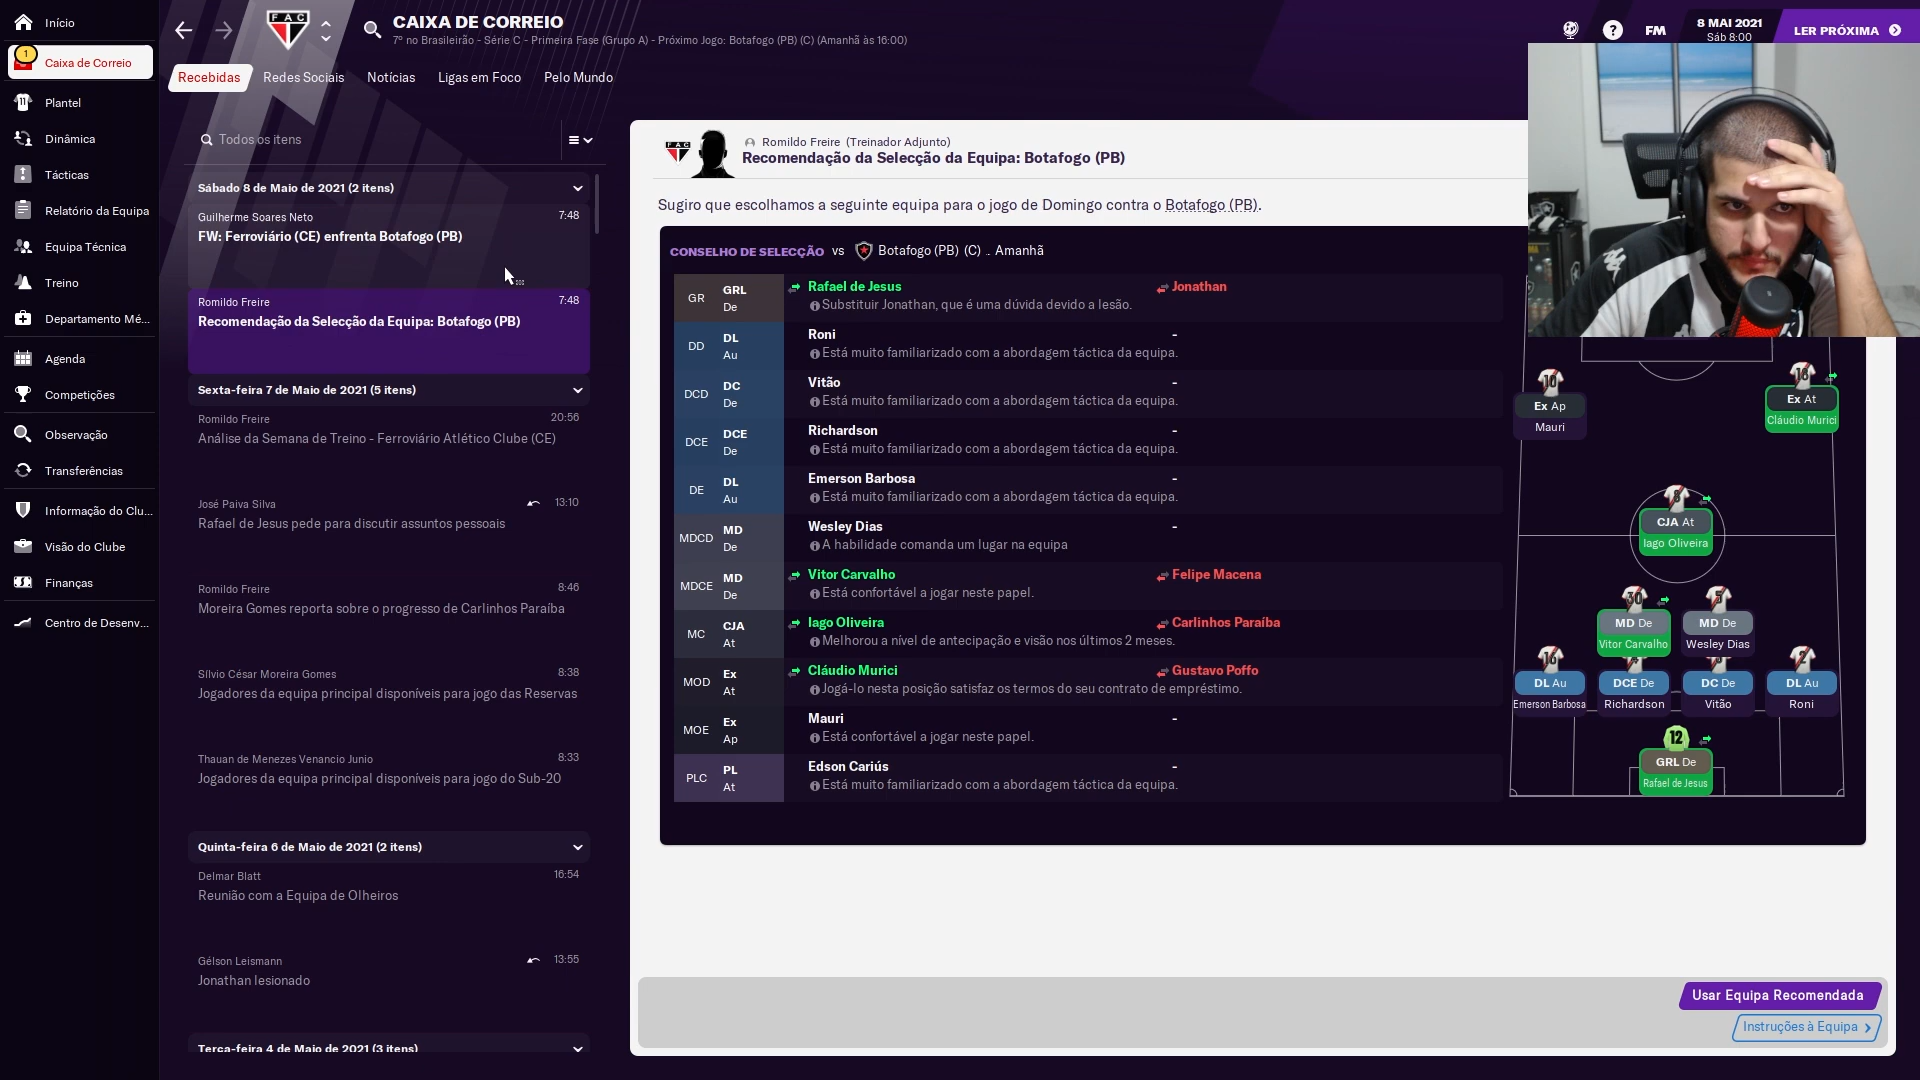 Início
1
Caixa de Correio
Plantel
Dinâmica
Tácticas
Relatório da Equipa
Equipa Técnica
Treino
Departamento Mé...
Agenda
Competições
Observação
Transferências
Informação do Clu...
Visão do Clube
Finanças
Centro de Desenv...
FAC
CAIXA DE CORREIO
7º no Brasileirão - Série C - Primeira Fase (Grupo A) - Próximo Jogo: Botafogo (PB) (C) (Amanhã às 16:00)
FM
8 MAI 2021
Sáb 8:00
LER PRÓXIMA
Recebidas
Redes Sociais
Notícias
Ligas em Foco
Pelo Mundo
Todos os itens
Sábado 8 de Maio de 2021 (2 itens)
Guilherme Soares Neto 7:48
FW: Ferroviário (CE) enfrenta Botafogo (PB)
Romildo Freire 7:48
Recomendação da Selecção da Equipa: Botafogo (PB)
Sexta-feira 7 de Maio de 2021 (5 itens)
Romildo Freire 20:56
Análise da Semana de Treino - Ferroviário Atlético Clube (CE)
José Paiva Silva 13:10
Rafael de Jesus pede para discutir assuntos pessoais
Romildo Freire 8:46
Moreira Gomes reporta sobre o progresso de Carlinhos Paraíba
Sílvio César Moreira Gomes 8:38
Jogadores da equipa principal disponíveis para jogo das Reservas
Thauan de Menezes Venancio Junio 8:33
Jogadores da equipa principal disponíveis para jogo do Sub-20
Quinta-feira 6 de Maio de 2021 (2 itens)
Delmar Blatt 16:54
Reunião com a Equipa de Olheiros
Gélson Leismann 13:55
Jonathan lesionado
Terça-feira 4 de Maio de 2021 (3 itens)
FAC
Romildo Freire (Treinador Adjunto)
Recomendação da Selecção da Equipa: Botafogo (PB)
Sugiro que escolhamos a seguinte equipa para o jogo de Domingo contra o Botafogo (PB).
CONSELHO DE SELECÇÃO vs Botafogo (PB) (C) . Amanhã
GR GRL De Rafael de Jesus Jonathan
Substituir Jonathan, que é uma dúvida devido a lesão.
DD DL Au Roni -
Está muito familiarizado com a abordagem táctica da equipa.
DCD DC De Vitão -
Está muito familiarizado com a abordagem táctica da equipa.
DCE DCE De Richardson -
Está muito familiarizado com a abordagem táctica da equipa.
DE DL Au Emerson Barbosa -
Está muito familiarizado com a abordagem táctica da equipa.
MDCD MD De Wesley Dias -
A habilidade comanda um lugar na equipa
MDCE MD De Vitor Carvalho Felipe Macena
Está confortável a jogar neste papel.
MC CJA At Iago Oliveira Carlinhos Paraíba
Melhorou a nível de antecipação e visão nos últimos 2 meses.
MOD Ex At Cláudio Murici Gustavo Poffo
Jogá-lo nesta posição satisfaz os termos do seu contrato de empréstimo.
MOE Ex Ap Mauri -
Está confortável a jogar neste papel.
PLC PL At Edson Cariús -
Está muito familiarizado com a abordagem táctica da equipa.
10
Ex Ap
Mauri
18
Ex At
Cláudio Murici
8
CJA At
Iago Oliveira
30
MD De
Vitor Carvalho
5
MD De
Wesley Dias
16
DL Au
Emerson Barbosa
DCE De
Richardson
DC De
Vitão
2
DL Au
Roni
12
GRL De
Rafael de Jesus
Usar Equipa Recomendada
Instruções à Equipa